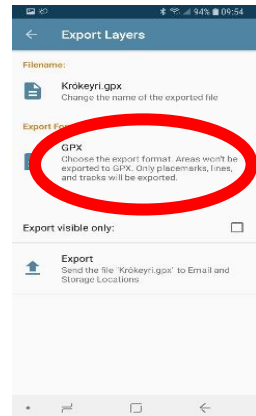 94% 09:54
Export Layers
Filename:
Krókeyri.gpx
Change the name of the exported file
Export For
GPX
Choose the export format. Areas won't be
exported to GPX. Only placemarks, lines,
and tracks will be exported.
Export visible only:
Export
Send the file 'Krókeyri.gpx' to Email and
Storage Locations